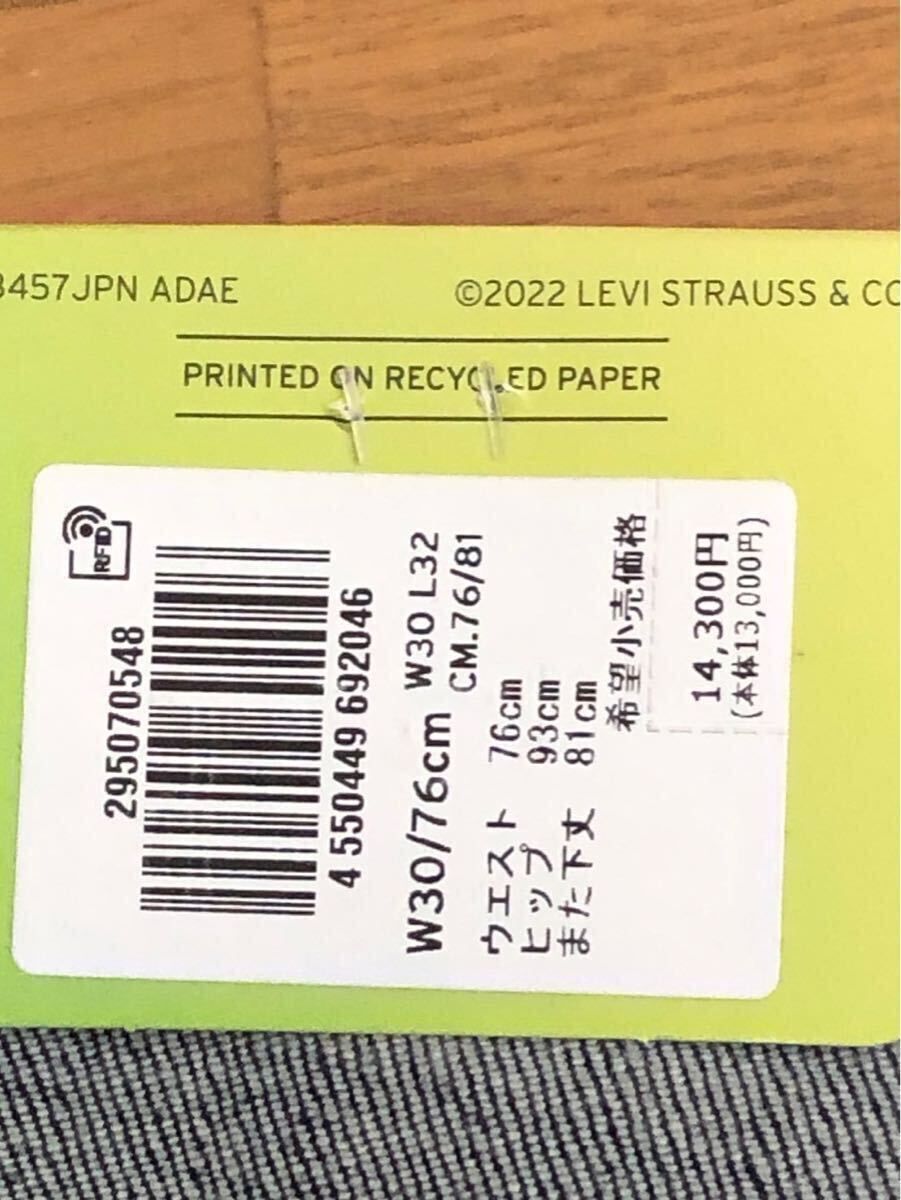 3457JPN ADAE
©2022 LEVI STRAUSS & CO
PRINTED ON RECYCLED PAPER
RFID
295070548
4 550449 692046
W30/76cm W30 L32
CM.76/81
ウエスト 76cm
ヒップ 93cm
また下丈 81cm
希望小売価格
14,300円
(本体13,000円)